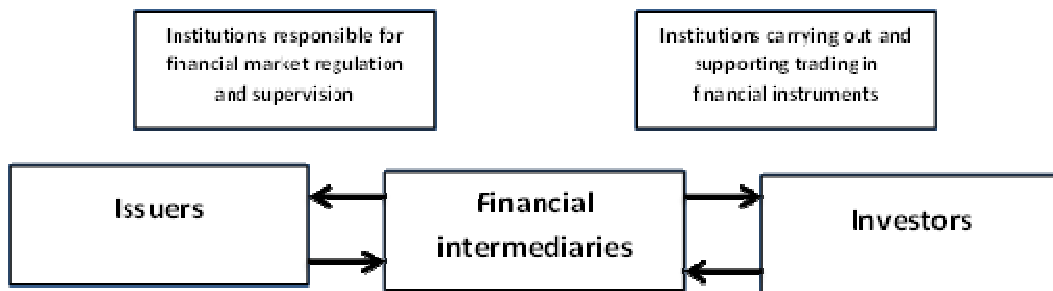 Institutions responsible for
financial market regulation
and supervision
Institutions carrying out and
supporting trading in
financial instruments
Issuers
Financial
intermediaries
Investors